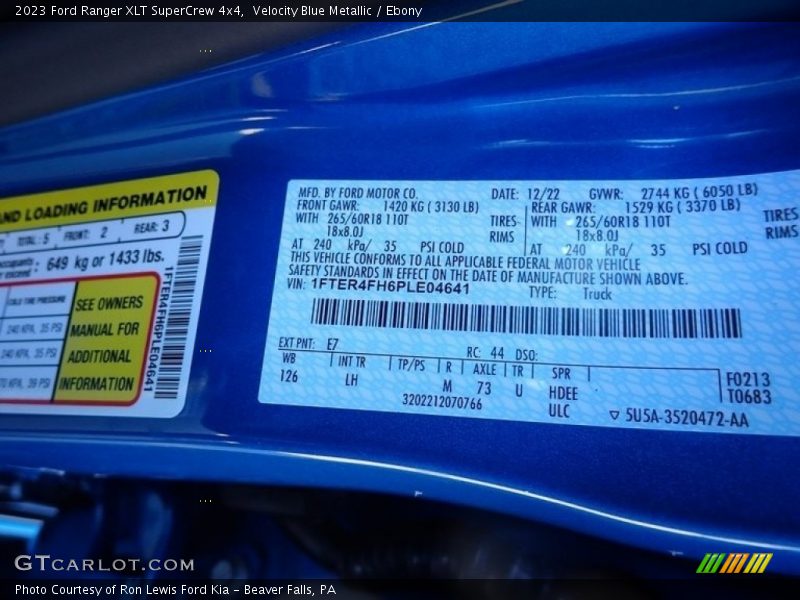 2023 Ford Ranger XLT SuperCrew 4x4, Velocity Blue Metallic / Ebony
AND LOADING INFORMATION
TOTAL: 5 FRONT: 2 REAR: 3
649 kg or 1433 lbs.
COLD TIRE PRESSURE
240 KPA, 35 PSI
240 KPA, 35 PSI
KPA, 39 PSI
SEE OWNERS
MANUAL FOR
ADDITIONAL
INFORMATION
1FTER4FH6PLE04641
MFD. BY FORD MOTOR CO. DATE: 12/22 GVWR: 2744 KG ( 6050 LB)
FRONT GAWR: 1420 KG ( 3130 LB) REAR GAWR: 1529 KG ( 3370 LB)
WITH 265/60R18 110T TIRES WITH 265/60R18 110T TIRES
18x8.0J RIMS 18x8.0J RIMS
AT 240 kPa/ 35 PSI COLD AT 240 kPa/ 35 PSI COLD
THIS VEHICLE CONFORMS TO ALL APPLICABLE FEDERAL MOTOR VEHICLE
SAFETY STANDARDS IN EFFECT ON THE DATE OF MANUFACTURE SHOWN ABOVE.
VIN: 1FTER4FH6PLE04641
TYPE: Truck
EXT PNT: E7 RC: 44 DSO:
WB INT TR TP/PS R AXLE TR SPR
126 LH M 73 U HDEE
ULC
F0213
T0683
3202212070766
5U5A-3520472-AA
GTCARLOT.COM
Photo Courtesy of Ron Lewis Ford Kia – Beaver Falls, PA